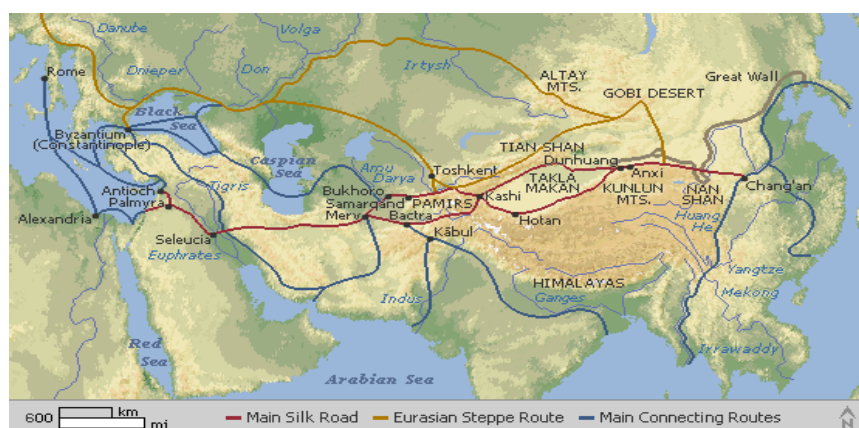 Danube
Volga
Rome
Dnieper
Don
Irtysh
ALTAY
MTS.
Great Wall
GOBI DESERT
Black
Sea
Byzantium
(Constantinople)
TIAN SHAN
Caspian
Sea
Amu
Darya
Toshkent
Dunhuang
Anxi
Tigris
Antioch
Palmyra
Bukhoro
Samarqand
Merv
PAMIRS
Bactra
Kashi
TAKLA
MAKAN
KUNLUN
MTS.
NAN
SHAN
Chang'an
Alexandria
Hotan
Huang
He
Seleucia
Euphrates
Kābul
HIMALAYAS
Yangtze
Indus
Ganges
Mekong
Red
Sea
Irrawaddy
Arabian Sea
600 km
mi
Main Silk Road
Eurasian Steppe Route
Main Connecting Routes
N